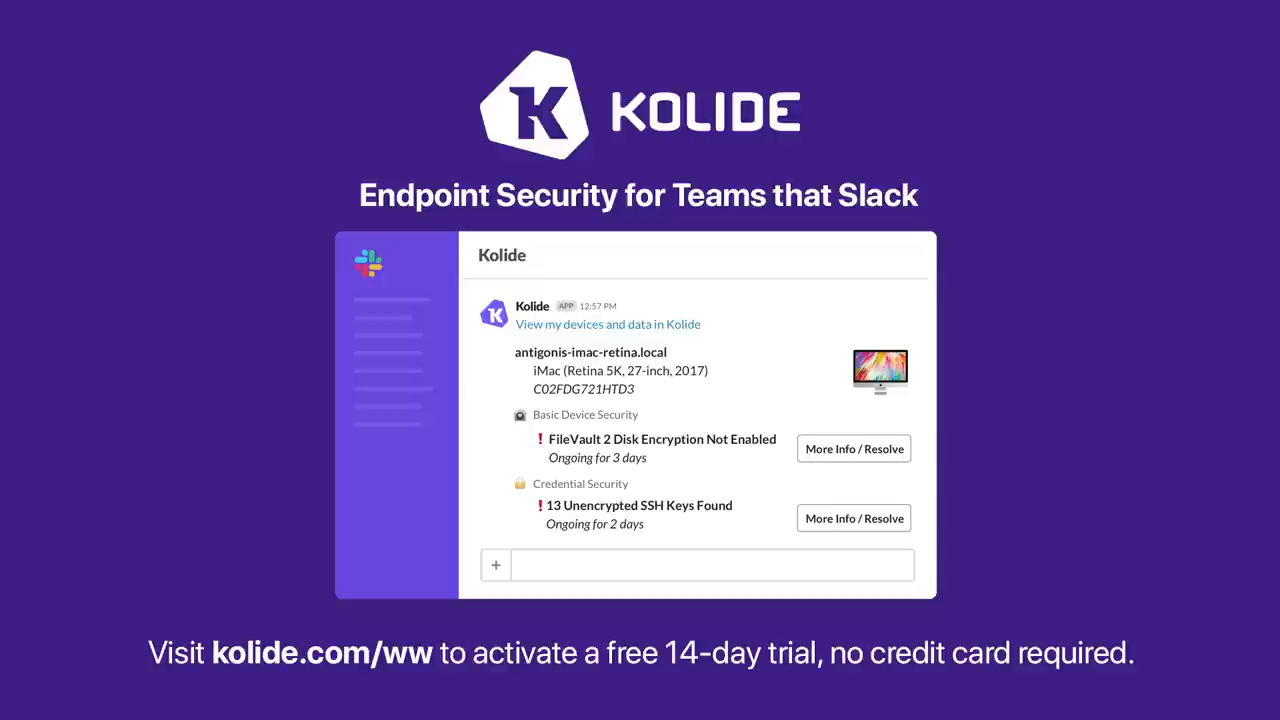 K KOLIDE
Endpoint Security for Teams that Slack
Kolide
K
Kolide APP 12:57 PM
View my devices and data in Kolide
antigonis-imac-retina.local
iMac (Retina 5K, 27-inch, 2017)
C02FDG721HTD3
Basic Device Security
! FileVault 2 Disk Encryption Not Enabled
More Info / Resolve
Ongoing for 3 days
Credential Security
! 13 Unencrypted SSH Keys Found
More Info / Resolve
Ongoing for 2 days
+
Visit kolide.com/ww to activate a free 14-day trial, no credit card required.